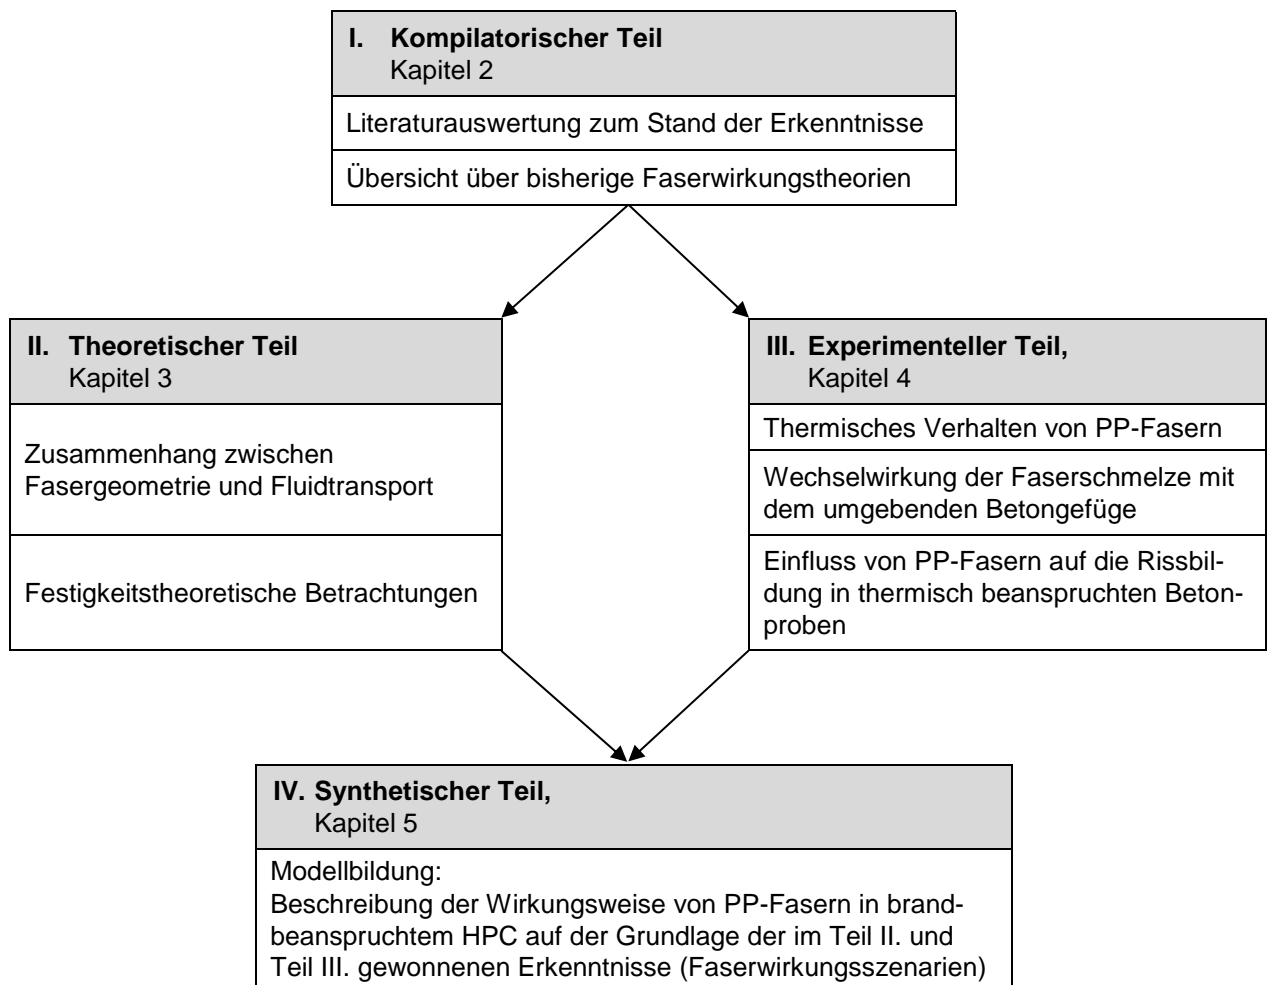 I. Kompilatorischer Teil
Kapitel 2
Literaturauswertung zum Stand der Erkenntnisse
Übersicht über bisherige Faserwirkungstheorien
II. Theoretischer Teil
Kapitel 3
Zusammenhang zwischen
Fasergeometrie und Fluidtransport
Festigkeitstheoretische Betrachtungen
III. Experimenteller Teil,
Kapitel 4
Thermisches Verhalten von PP-Fasern
Wechselwirkung der Faserschmelze mit
dem umgebenden Betongefüge
Einfluss von PP-Fasern auf die Rissbil-
dung in thermisch beanspruchten Beton-
proben
IV. Synthetischer Teil,
Kapitel 5
Modellbildung:
Beschreibung der Wirkungsweise von PP-Fasern in brand-
beanspruchtem HPC auf der Grundlage der im Teil II. und
Teil III. gewonnenen Erkenntnisse (Faserwirkungsszenarien)